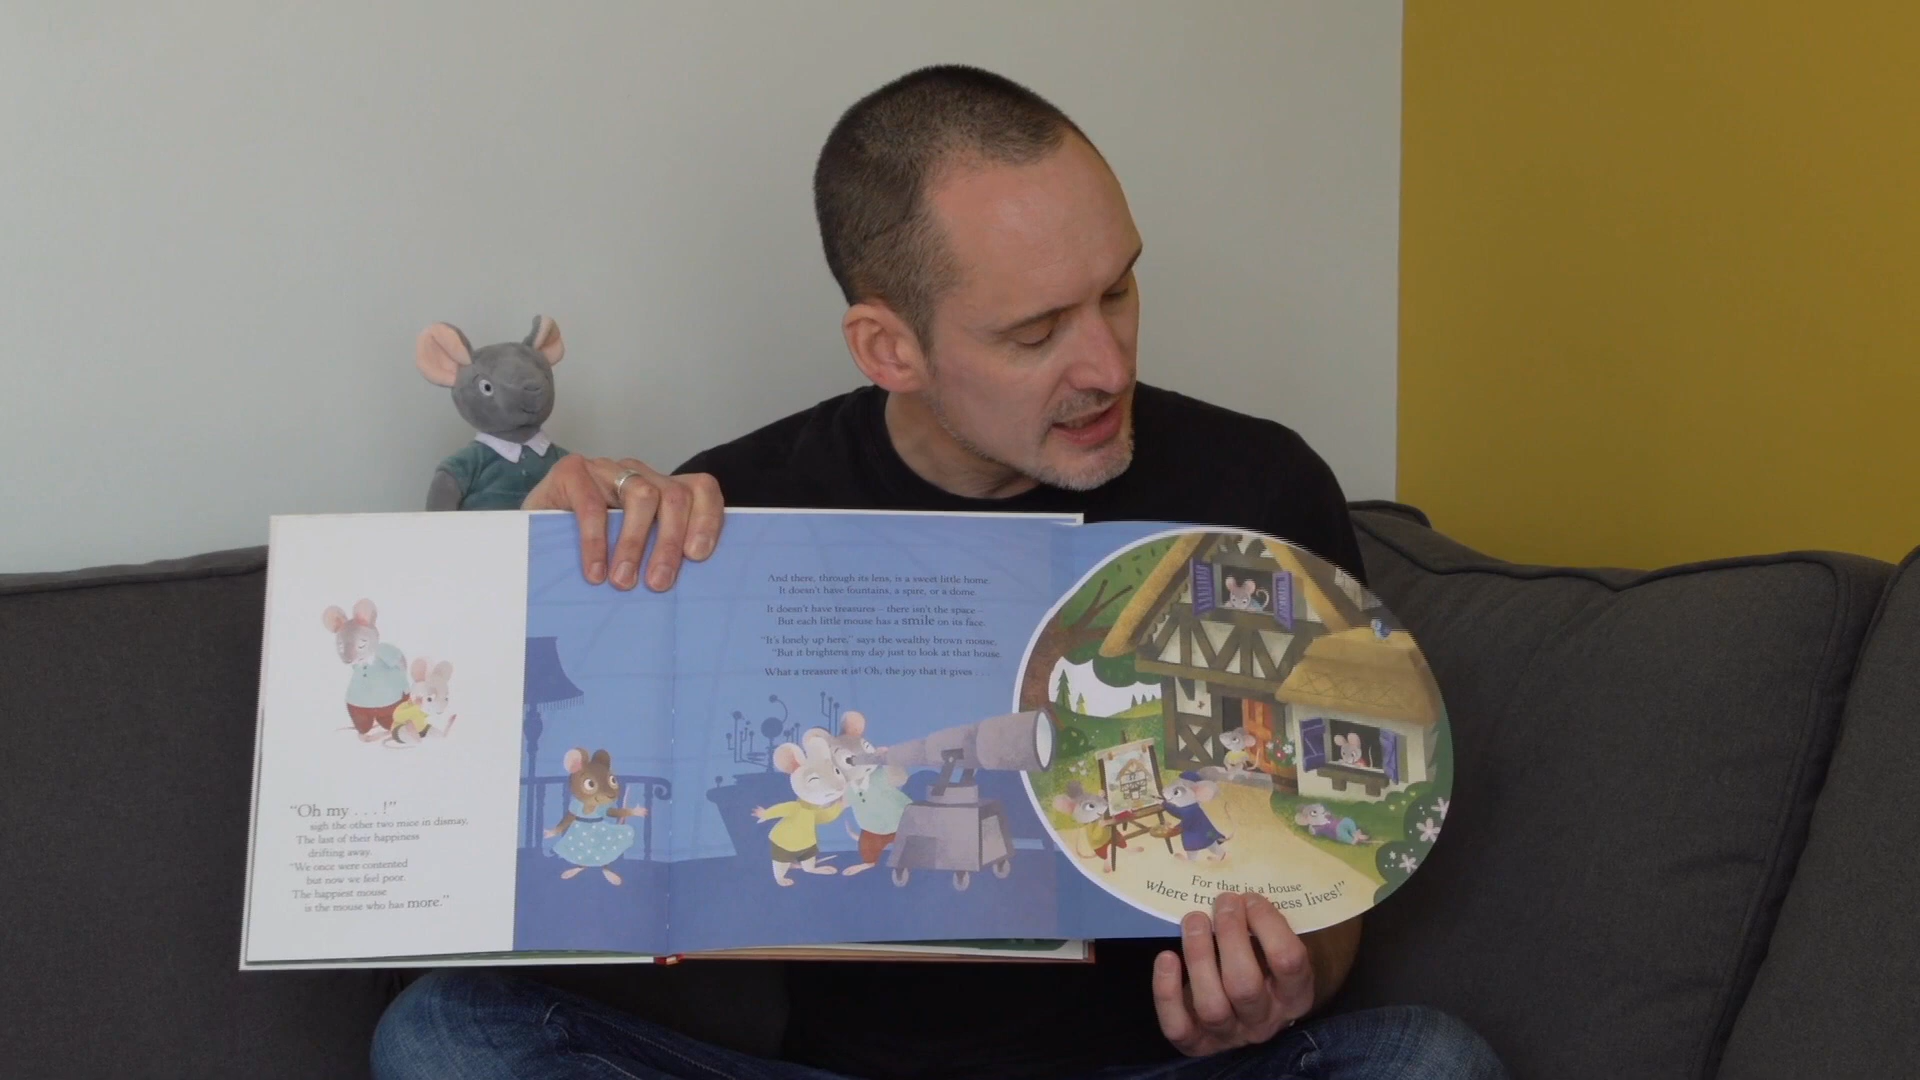 "Oh my . . . !"
sigh the other two mice in dismay,
The last of their happiness
drifting away.
"We once were contented
but now we feel poor.
The happiest mouse
is the mouse who has more."
And there, through its lens, is a sweet little home.
It doesn't have fountains, a spire, or a dome.
It doesn't have treasures – there isn't the space –
But each little mouse has a smile on its face.
"It's lonely up here," says the wealthy brown mouse,
"But it brightens my day just to look at that house.
What a treasure it is! Oh, the joy that it gives . . .
For that is a house
where lives!"